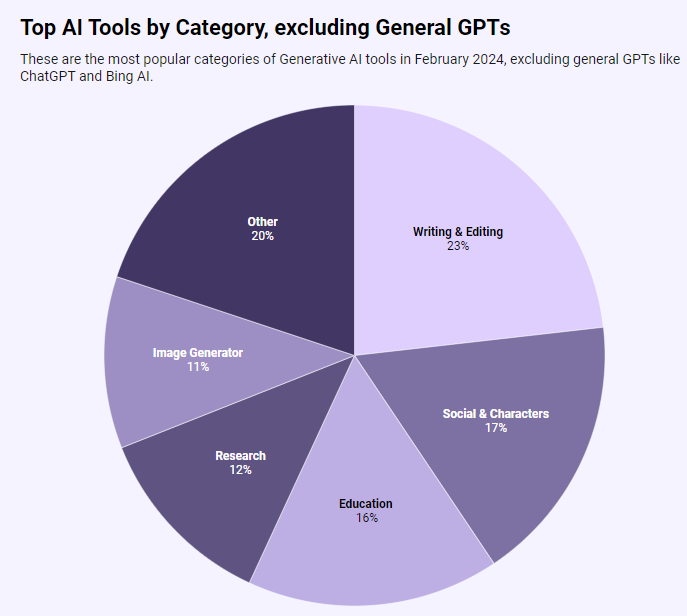 Top AI Tools by Category, excluding General GPTs
These are the most popular categories of Generative AI tools in February 2024, excluding general GPTs like
ChatGPT and Bing AI.
Other
20%
Writing & Editing
23%
Image Generator
11%
Social & Characters
17%
Research
12%
Education
16%